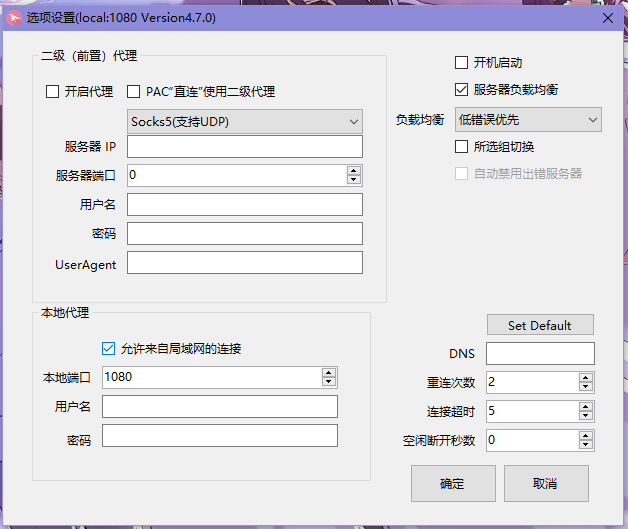 选项设置(local:1080 Version4.7.0)
二级（前置）代理
开启代理
PAC“直连”使用二级代理
Socks5(支持UDP)
服务器 IP
服务器端口
0
用户名
密码
UserAgent
开机启动
服务器负载均衡
负载均衡
低错误优先
所选组切换
自动禁用出错服务器
本地代理
允许来自局域网的连接
本地端口
1080
用户名
密码
Set Default
DNS
重连次数
2
连接超时
5
空闲断开秒数
0
确定
取消